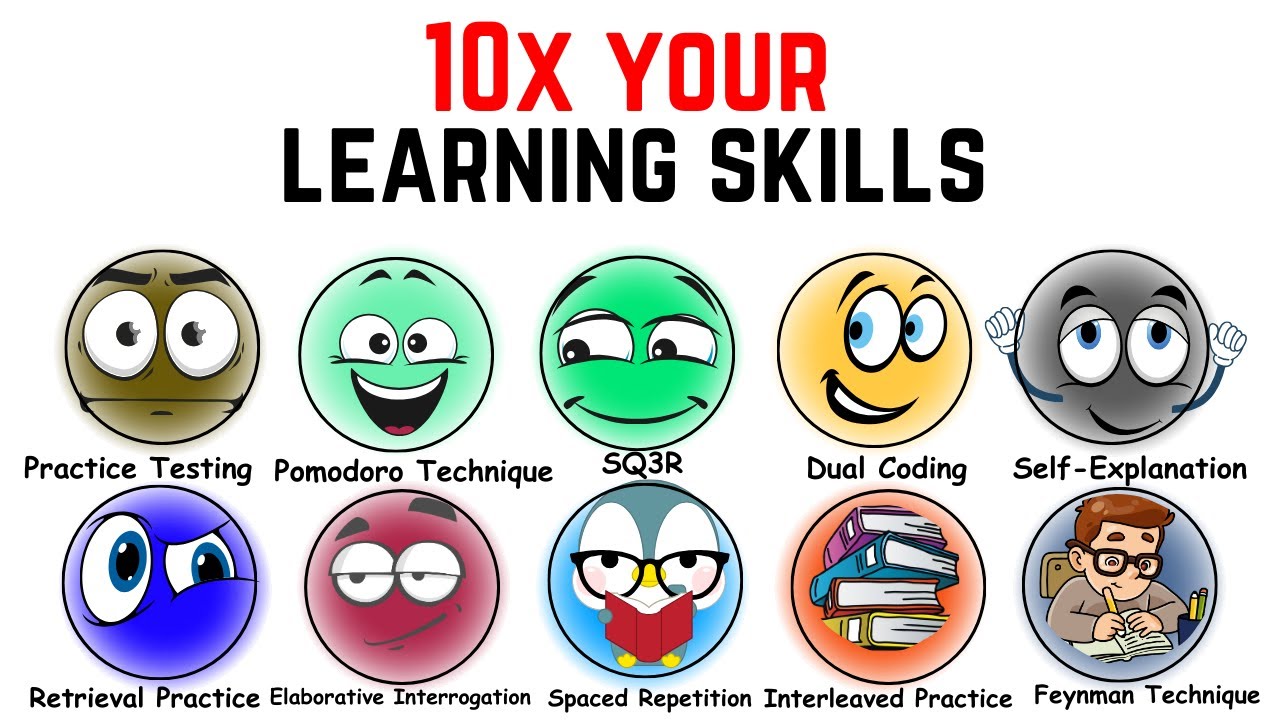 10X YOUR
LEARNING SKILLS
Practice Testing
Pomodoro Technique
SQ3R
Dual Coding
Self-Explanation
Retrieval Practice
Elaborative Interrogation
Spaced Repetition
Interleaved Practice
Feynman Technique